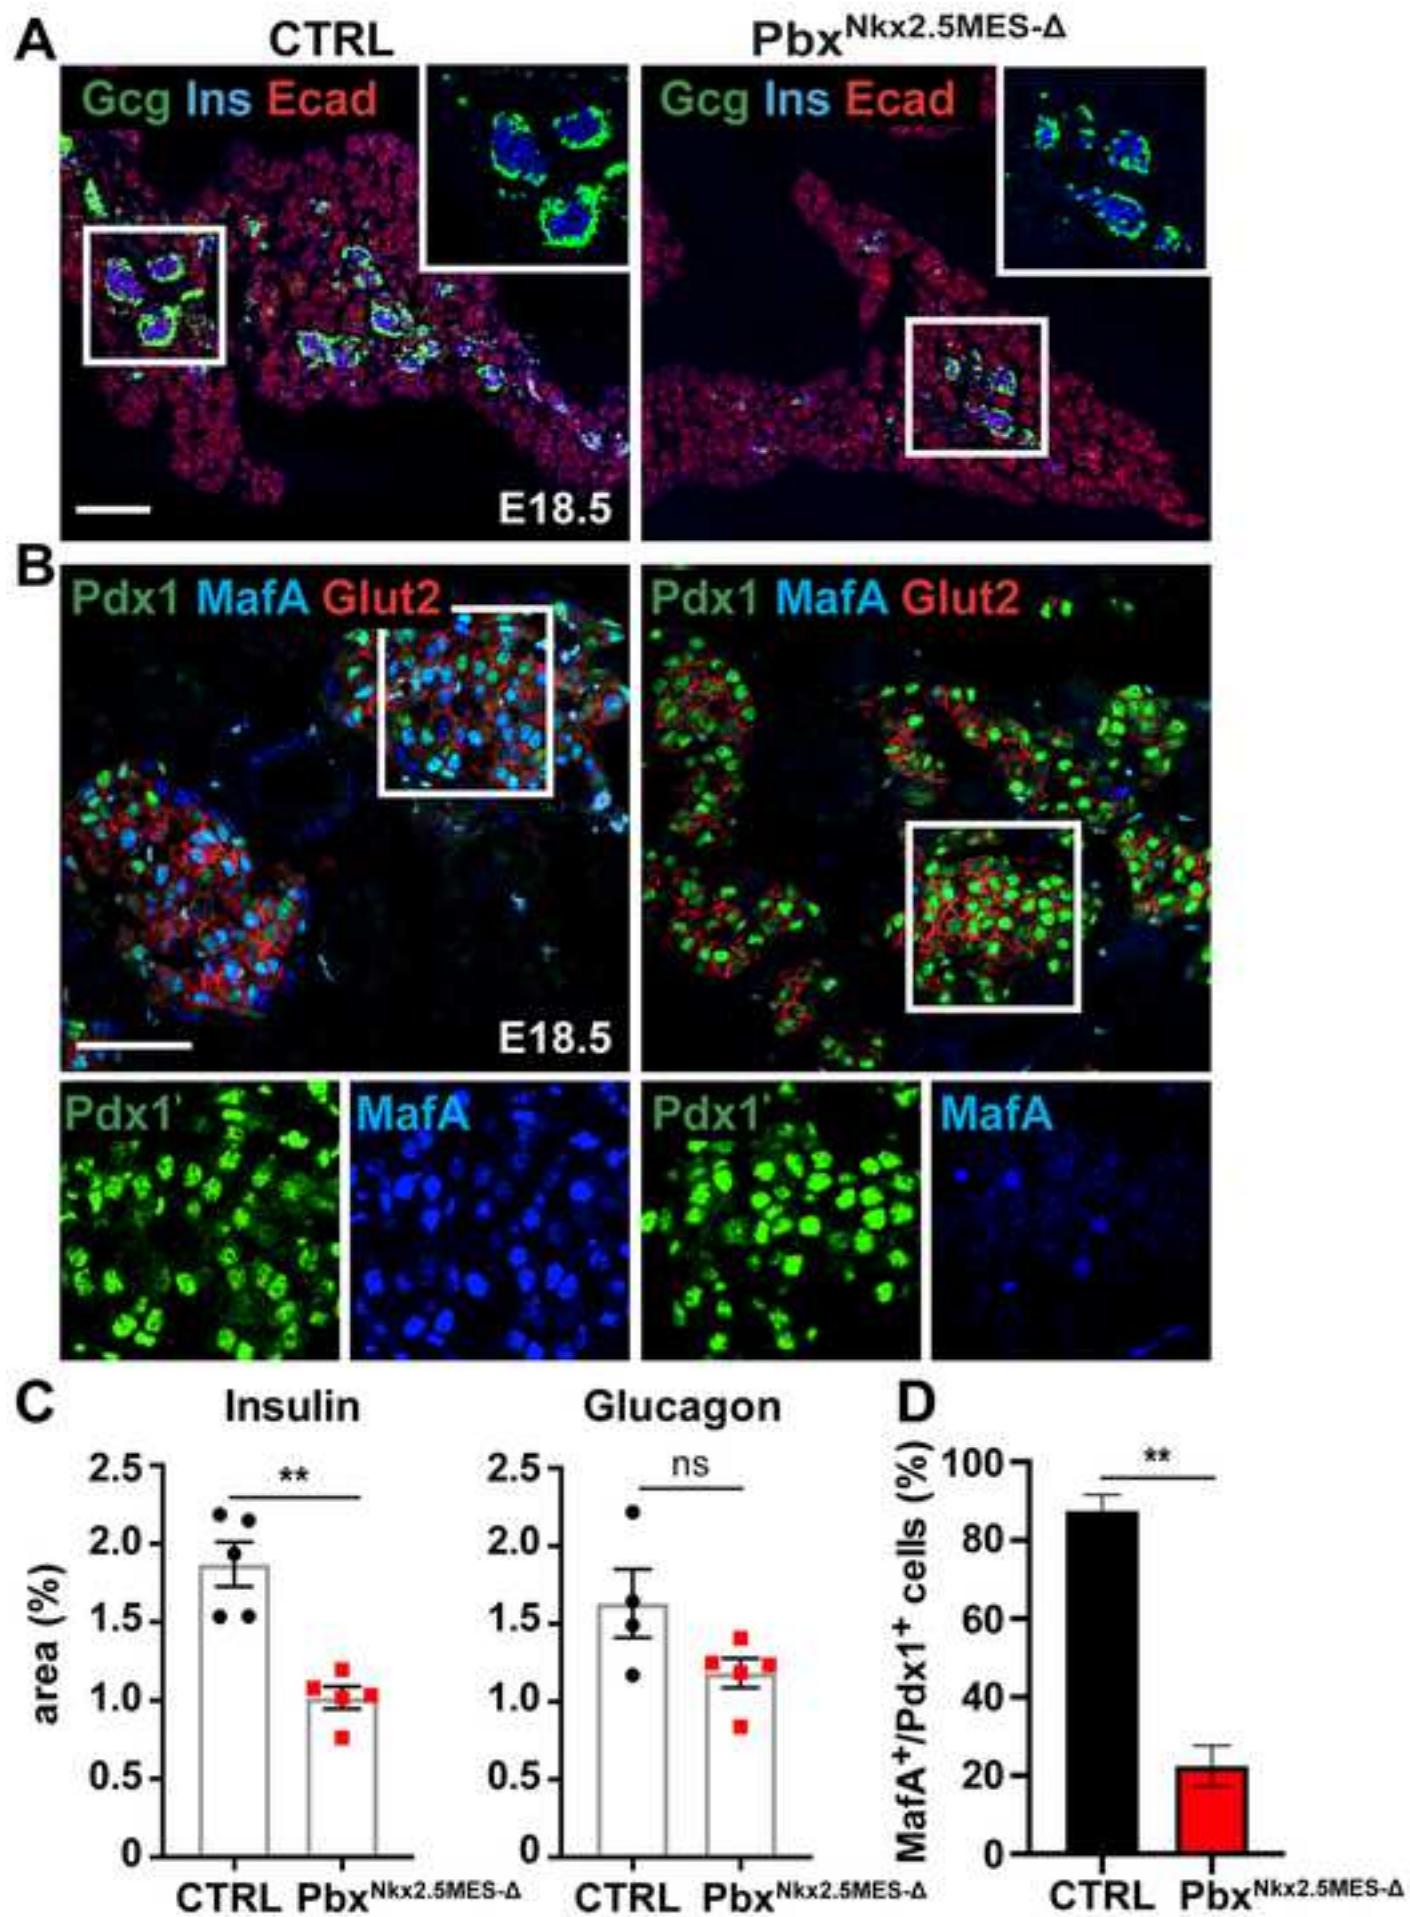 A
CTRL
Pbx^Nkx2.5MES-Δ
Gcg Ins Ecad
Gcg Ins Ecad
E18.5
B
Pdx1 MafA Glut2
Pdx1 MafA Glut2
E18.5
Pdx1
MafA
Pdx1
MafA
C
Insulin
Glucagon
D
area (%)
2.5
2.0
1.5
1.0
0.5
0
**
CTRL
Pbx^Nkx2.5MES-Δ
2.5
2.0
1.5
1.0
0.5
0
ns
CTRL
Pbx^Nkx2.5MES-Δ
MafA⁺/Pdx1⁺ cells (%)
100
80
60
40
20
0
**
CTRL
Pbx^Nkx2.5MES-Δ